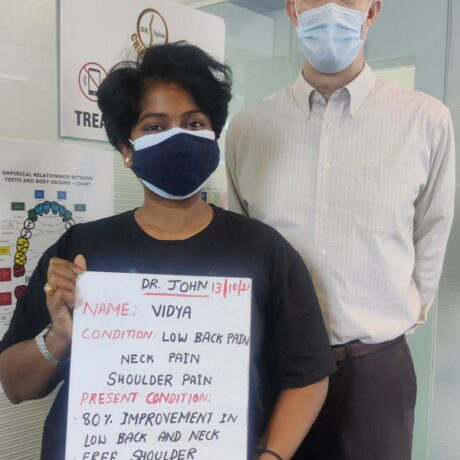 DR. Spine
TREA
EMPIRICAL RELATIONSHIP BETWEEN
TEETH AND BODY ORGANS – CHART
DR. JOHN 13/10/21
NAME: VIDYA
CONDITION: LOW BACK PAIN
NECK PAIN
SHOULDER PAIN
PRESENT CONDITION:
· 80% IMPROVEMENT IN
LOW BACK AND NECK
· FREE SHOULDER